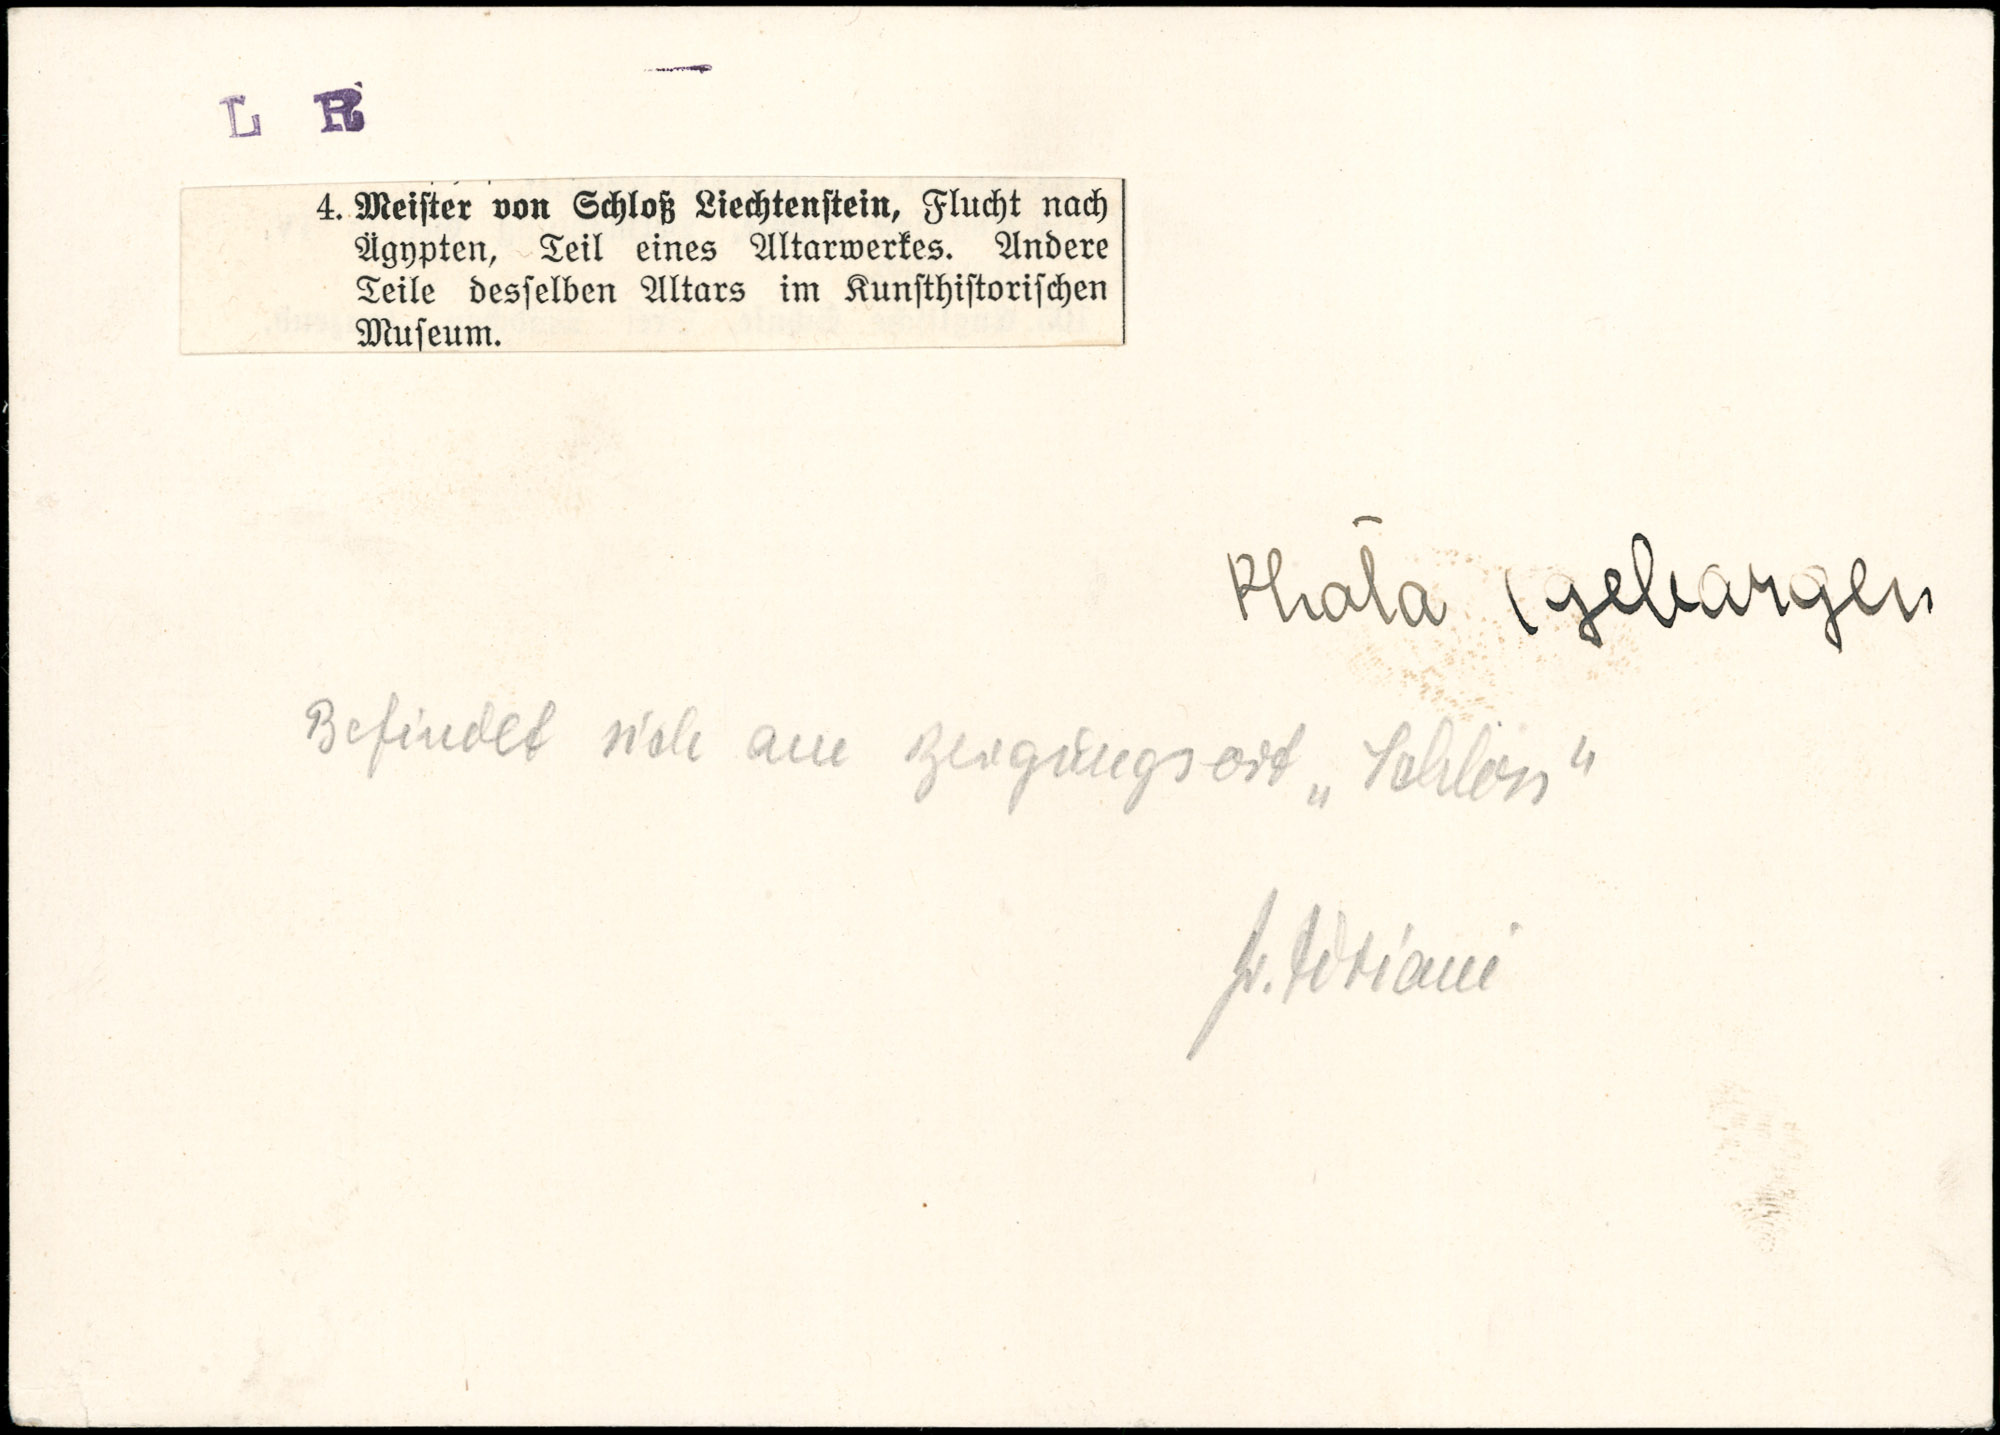 L R
4. Meister von Schloß Liechtenstein, Flucht nach
Ägypten, Teil eines Altarwerkes. Andere
Teile desselben Altars im Kunsthistorischen
Museum.
(geborgen
Befindet sich am Bergungsort „Schloss"